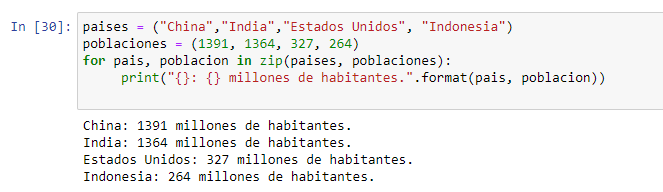 In [30]: paises = ("China","India","Estados Unidos", "Indonesia")
poblaciones = (1391, 1364, 327, 264)
for pais, poblacion in zip(paises, poblaciones):
print("{}: {} millones de habitantes.".format(pais, poblacion))
China: 1391 millones de habitantes.
India: 1364 millones de habitantes.
Estados Unidos: 327 millones de habitantes.
Indonesia: 264 millones de habitantes.